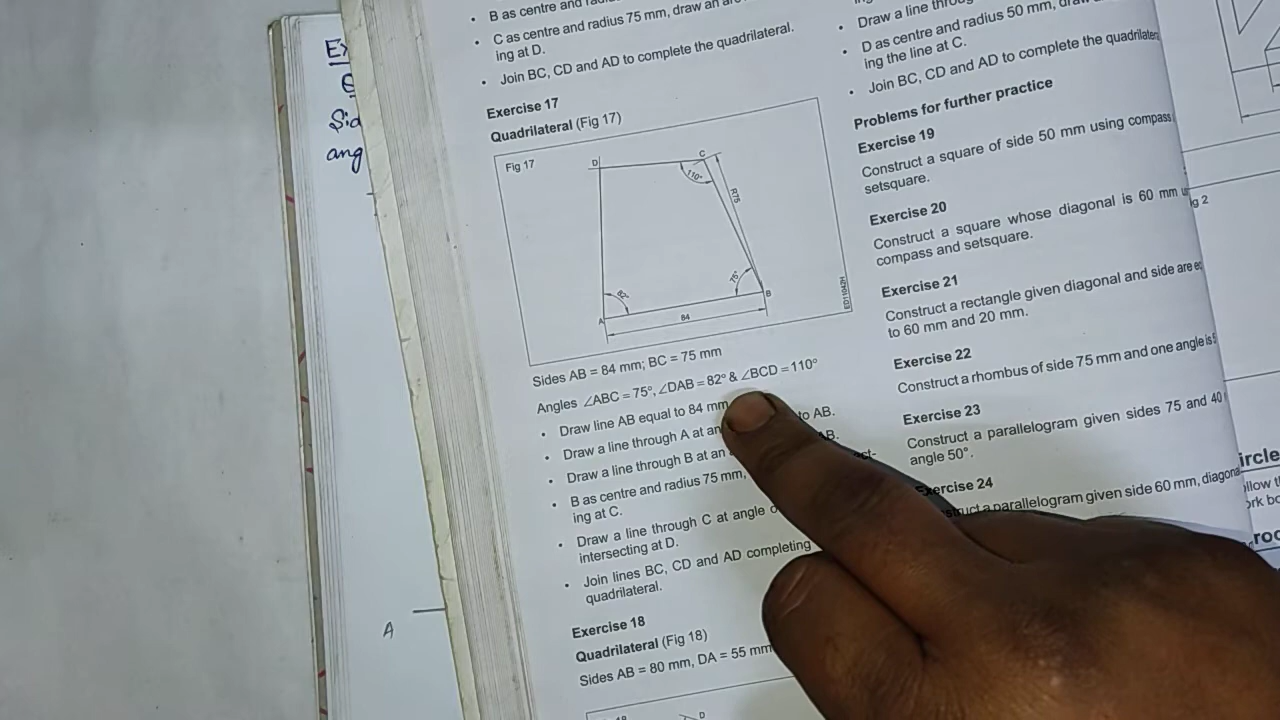 Ex
Sid
ang
A
B as centre and
C as centre and radius 75 mm, draw an
ing at D.
Join BC, CD and AD to complete the quadrilateral.
Exercise 17
Quadrilateral (Fig 17)
Fig 17
D
C
110°
R75
75°
82°
A
B
84
Sides AB = 84 mm; BC = 75 mm
Angles ∠ABC = 75°, ∠DAB = 82° & ∠BCD = 110°
• Draw line AB equal to 84 mm
• Draw a line through A at an to AB.
• Draw a line through B at an AB.
• B as centre and radius 75 mm,
ing at C.
• Draw a line through C at angle
intersecting at D.
• Join lines BC, CD and AD completing
quadrilateral.
Exercise 18
Quadrilateral (Fig 18)
Sides AB = 80 mm, DA = 55 mm
D
• Draw a line
• D as centre and radius 50 mm,
ing the line at C.
• Join BC, CD and AD to complete the
Problems for further practice
Exercise 19
Construct a square of side 50 mm using compass
setsquare.
Exercise 20
Construct a square whose diagonal is 60 mm
compass and setsquare.
Exercise 21
Construct a rectangle given diagonal and side are
to 60 mm and 20 mm.
Exercise 22
Construct a rhombus of side 75 mm and one angle is
Exercise 23
Construct a parallelogram given sides 75 and 40
angle 50°.
Exercise 24
a parallelogram given side 60 mm,